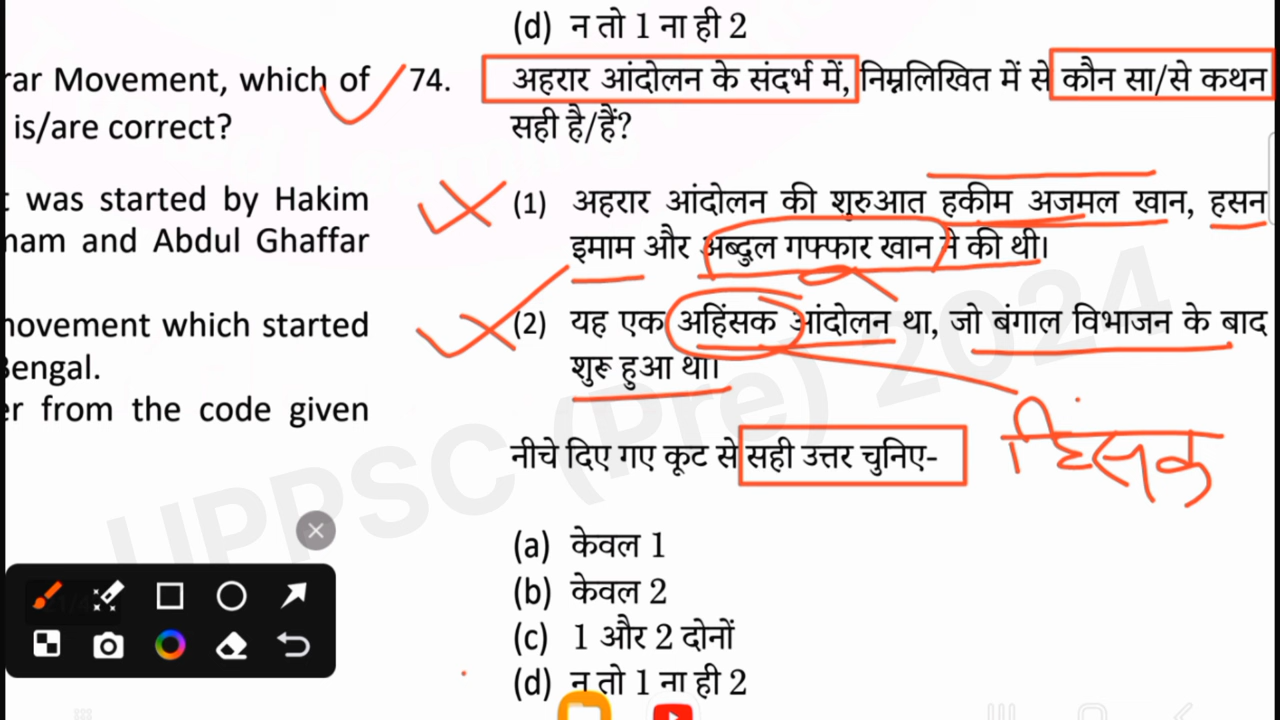 (d) न तो 1 ना ही 2
rar Movement, which of
is/are correct?
74. अहरार आंदोलन के संदर्भ में, निम्नलिखित में से कौन सा/से कथन
सही है/हैं?
was started by Hakim
mam and Abdul Ghaffar
(1) अहरार आंदोलन की शुरुआत हकीम अजमल खान, हसन
इमाम और अब्दुल गफ्फार खान ने की थी।
movement which started
Bengal.
er from the code given
(2) यह एक अहिंसक आंदोलन था, जो बंगाल विभाजन के बाद
शुरू हुआ था।
हिंसक
नीचे दिए गए कूट से सही उत्तर चुनिए-
(a) केवल 1
(b) केवल 2
(c) 1 और 2 दोनों
(d) न तो 1 ना ही 2
UPPSC (Pre) 2024